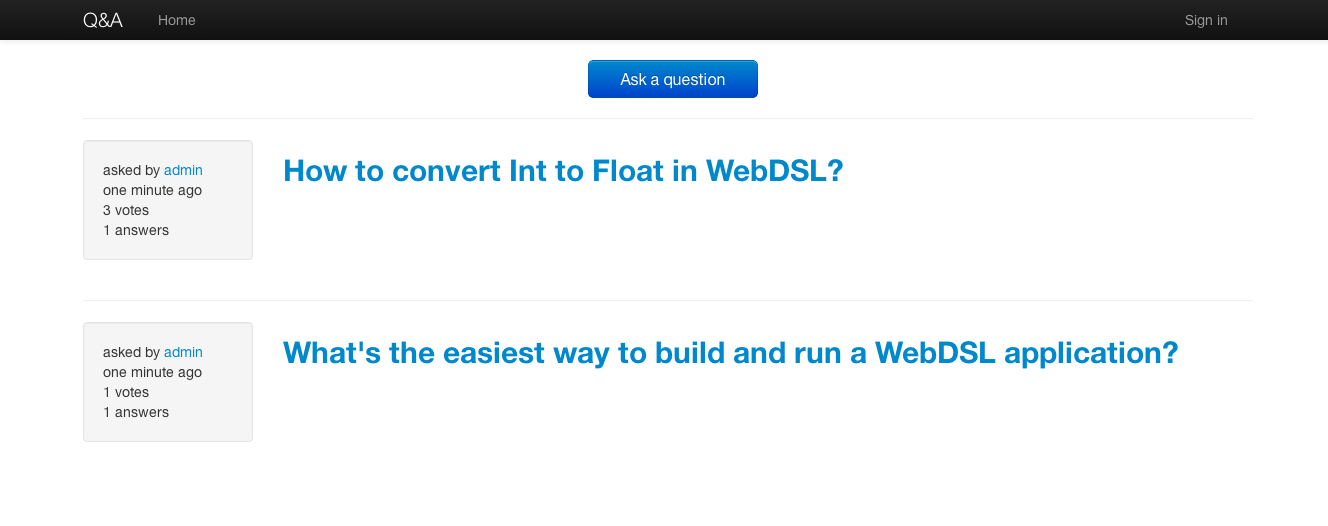 Q&A
Home
Sign in
Ask a question
asked by admin
one minute ago
3 votes
1 answers
How to convert Int to Float in WebDSL?
asked by admin
one minute ago
1 votes
1 answers
What's the easiest way to build and run a WebDSL application?